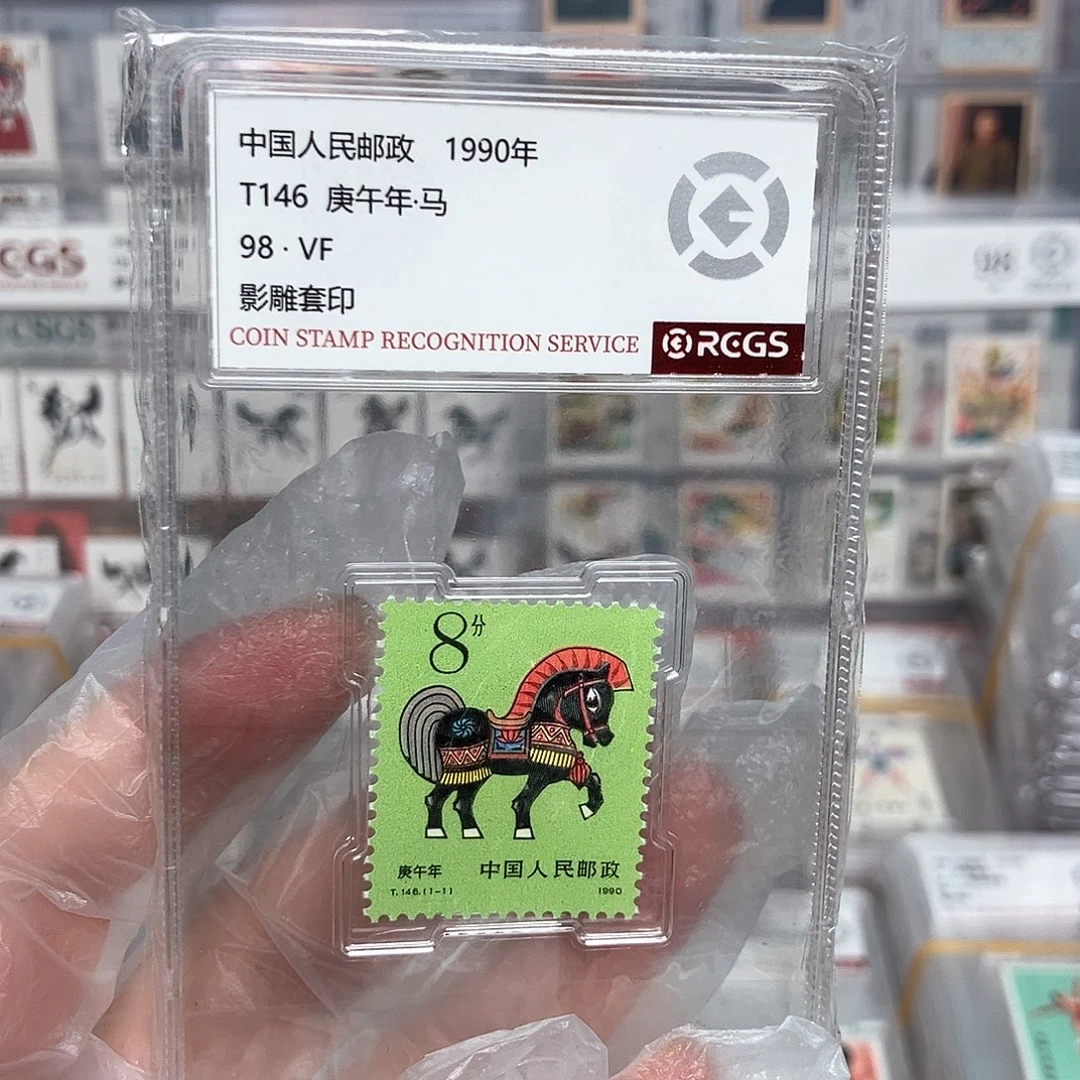 中国人民邮政 1990年
T146 庚午年·马
98 · VF
影雕套印
COIN STAMP RECOGNITION SERVICE
RCGS
CGS
CSGS
8分
庚午年 中国人民邮政
T.146.(1-1) 1990